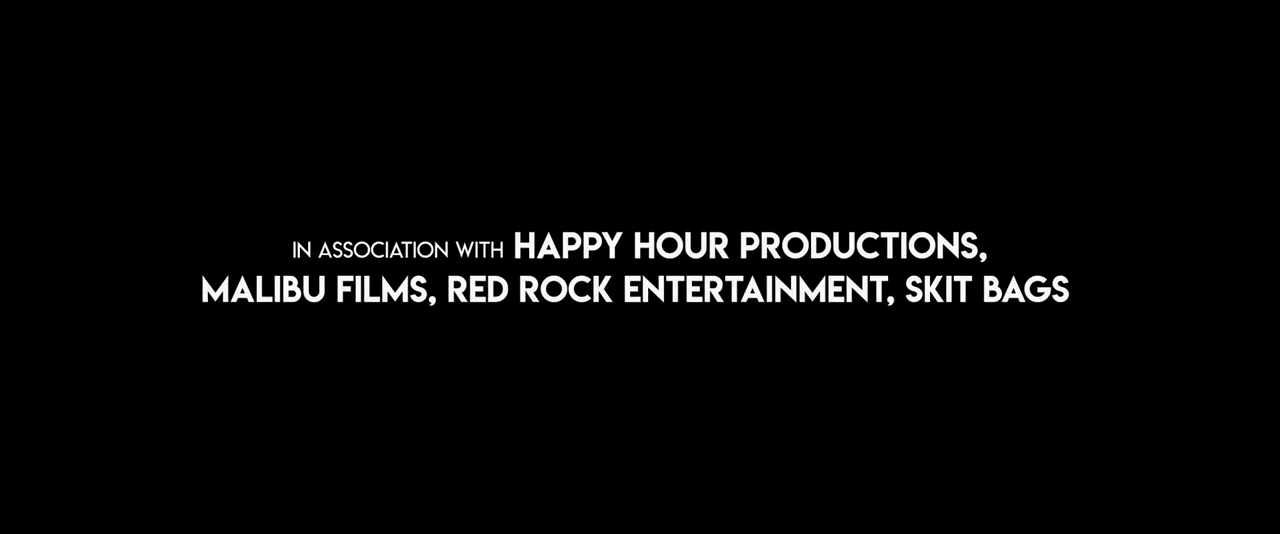 IN ASSOCIATION WITH HAPPY HOUR PRODUCTIONS,
MALIBU FILMS, RED ROCK ENTERTAINMENT, SKIT BAGS